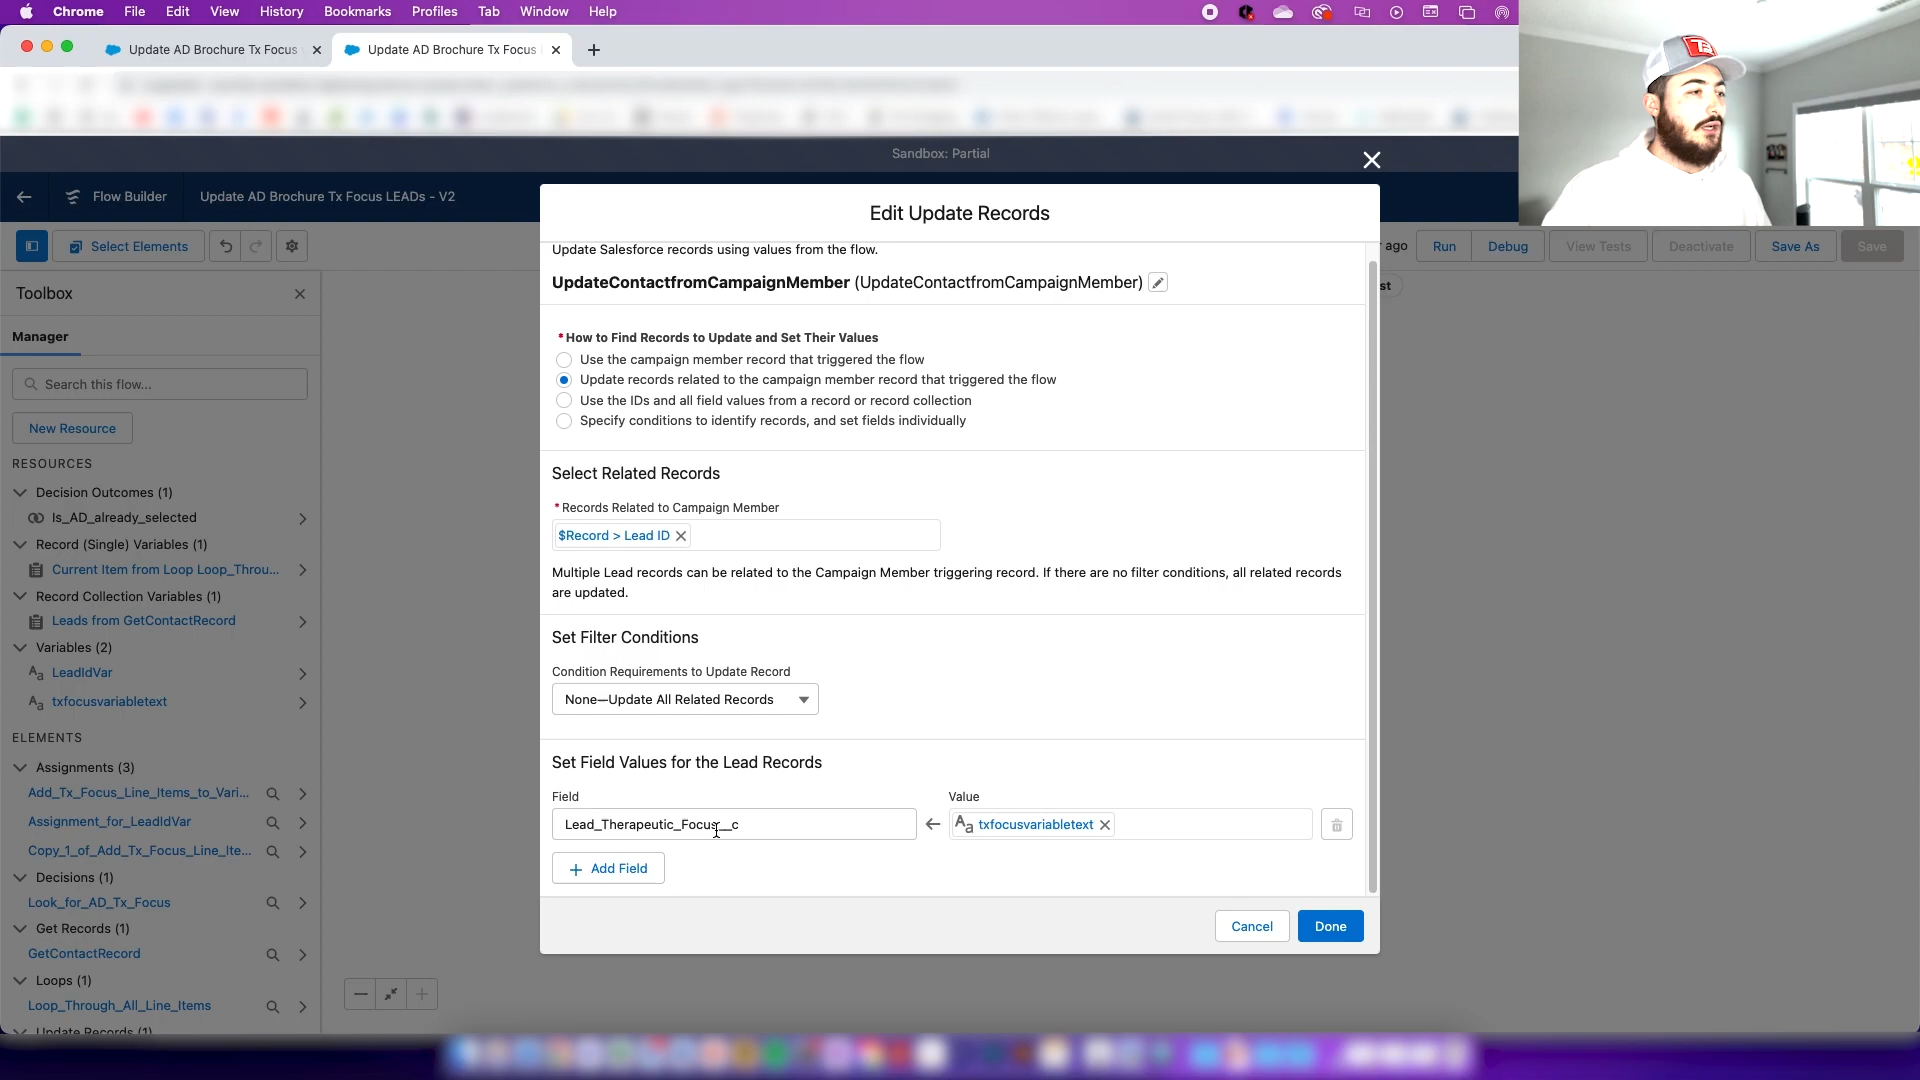 Chrome File Edit View History Bookmarks Profiles Tab Window Help
Update AD Brochure Tx Focus
Update AD Brochure Tx Focus
Sandbox: Partial
Flow Builder
Update AD Brochure Tx Focus LEADs - V2
Select Elements
ago
Run
Debug
View Tests
Deactivate
Save As
Save
Toolbox
Manager
Search this flow...
New Resource
RESOURCES
Decision Outcomes (1)
Is_AD_already_selected
Record (Single) Variables (1)
Current Item from Loop Loop_Throu...
Record Collection Variables (1)
Leads from GetContactRecord
Variables (2)
LeadIdVar
txfocusvariabletext
ELEMENTS
Assignments (3)
Add_Tx_Focus_Line_Items_to_Vari...
Assignment_for_LeadIdVar
Copy_1_of_Add_Tx_Focus_Line_Ite...
Decisions (1)
Look_for_AD_Tx_Focus
Get Records (1)
GetContactRecord
Loops (1)
Loop_Through_All_Line_Items
Update Records (1)
Edit Update Records
Update Salesforce records using values from the flow.
UpdateContactfromCampaignMember (UpdateContactfromCampaignMember)
*How to Find Records to Update and Set Their Values
Use the campaign member record that triggered the flow
Update records related to the campaign member record that triggered the flow
Use the IDs and all field values from a record or record collection
Specify conditions to identify records, and set fields individually
Select Related Records
*Records Related to Campaign Member
$Record > Lead ID
Multiple Lead records can be related to the Campaign Member triggering record. If there are no filter conditions, all related records
are updated.
Set Filter Conditions
Condition Requirements to Update Record
None—Update All Related Records
Set Field Values for the Lead Records
Field
Value
Lead_Therapeutic_Focus__c
Aa txfocusvariabletext
+ Add Field
Cancel
Done